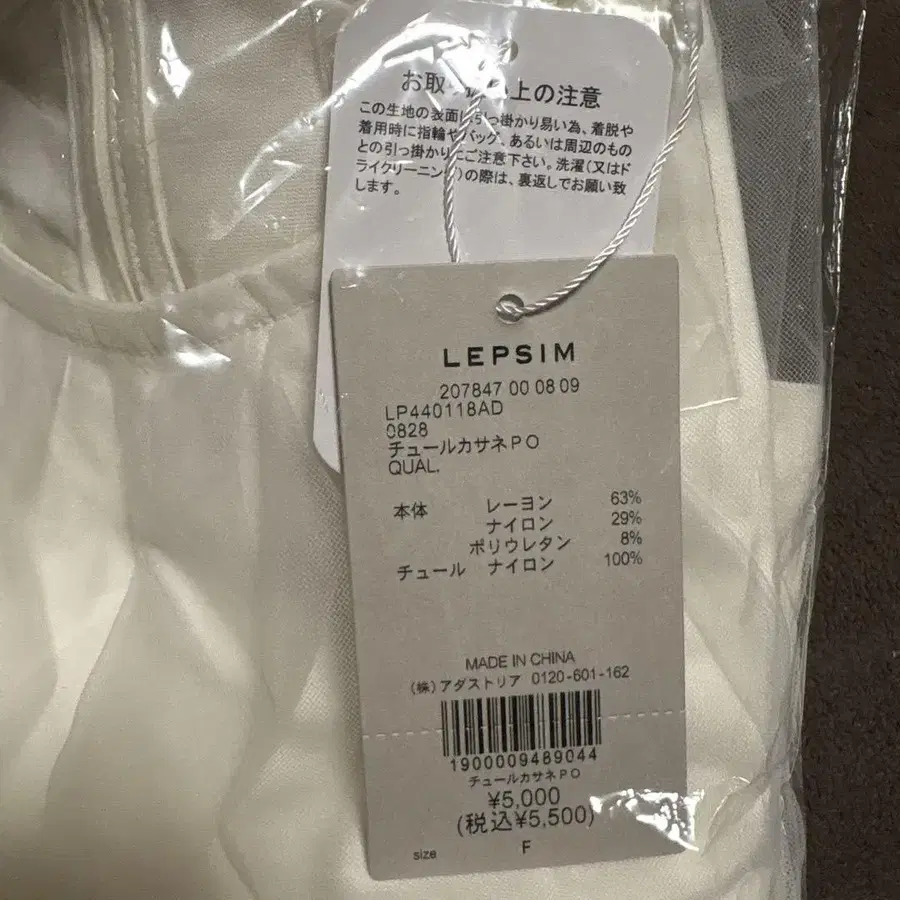 お取 上の注意
この生地の表面に引っ掛かり易い為、着脱や
着用時に指輪やバッグ、あるいは周辺のもの
との引っ掛かりにご注意下さい。洗濯(又はド
ライクリーニング)の際は、裏返しでお願い致
します。
LEPSIM
207847 00 08 09
LP440118AD
0828
チュールカサネPO
QUAL.
本体 レーヨン 63%
ナイロン 29%
ポリウレタン 8%
チュール ナイロン 100%
MADE IN CHINA
(株)アダストリア 0120-601-162
1900009489044
チュールカサネPO
¥5,000
(税込¥5,500)
size F